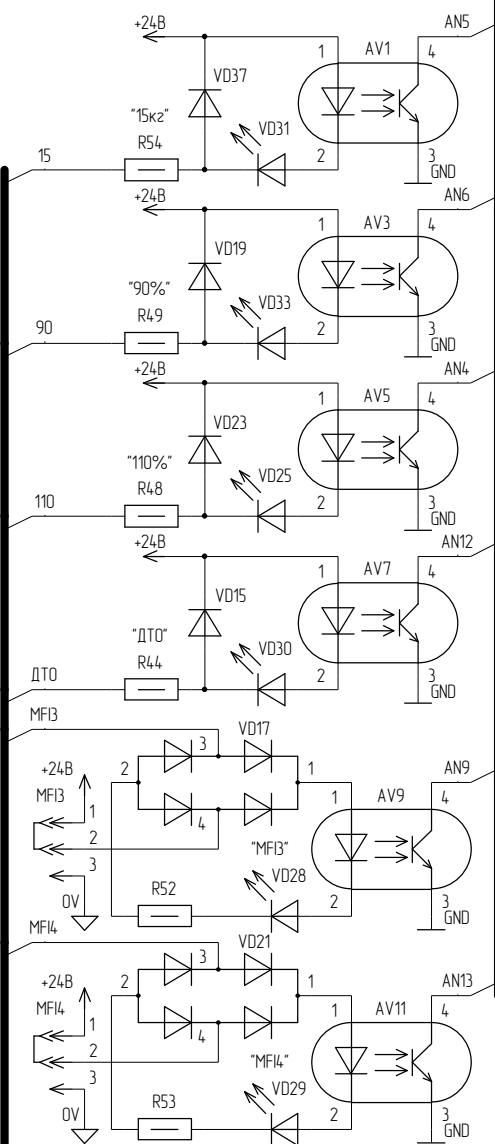 +24В
AN5
1
AV1
4
VD37
"15кг"
VD31
R54
2
15
3
GND
+24В
AN6
1
AV3
4
VD19
"90%"
VD33
R49
2
90
3
GND
+24В
AN4
1
AV5
4
VD23
"110%"
VD25
R48
2
110
3
GND
+24В
AN12
1
AV7
4
VD15
"ДТО"
VD30
R44
2
ДТО
3
GND
MFI3
VD17
3
2
1
+24В
AN9
MFI3
1
AV9
4
1
4
2
"MFI3"
3
VD28
R52
2
0V
3
GND
MFI4
VD21
3
2
1
+24В
AN13
MFI4
1
AV11
4
1
4
2
"MFI4"
3
VD29
R53
2
0V
3
GND